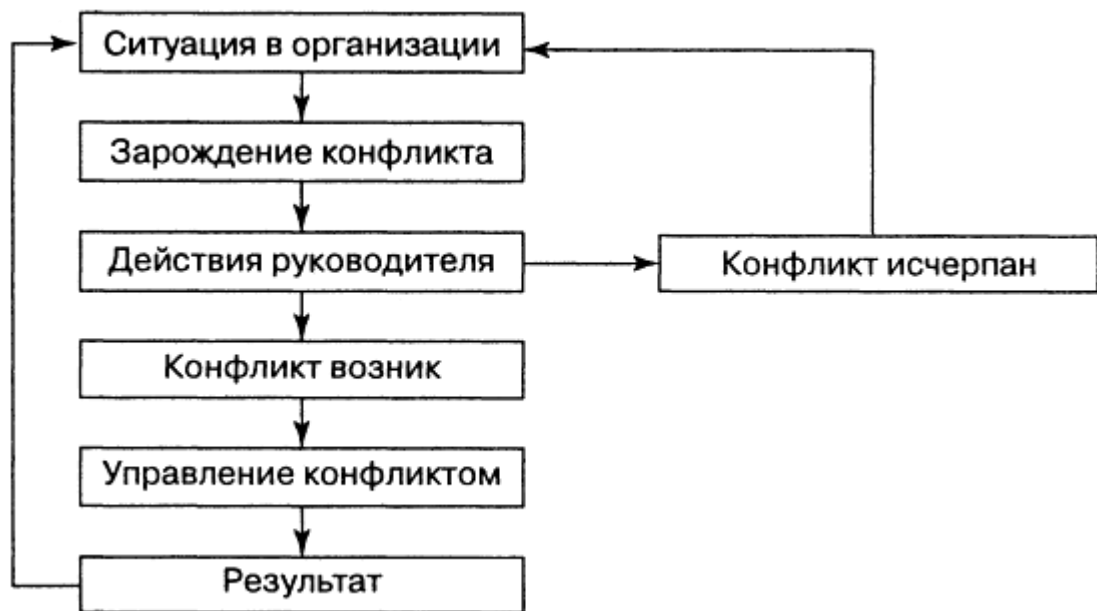 Ситуация в организации
Зарождение конфликта
Действия руководителя
Конфликт исчерпан
Конфликт возник
Управление конфликтом
Результат